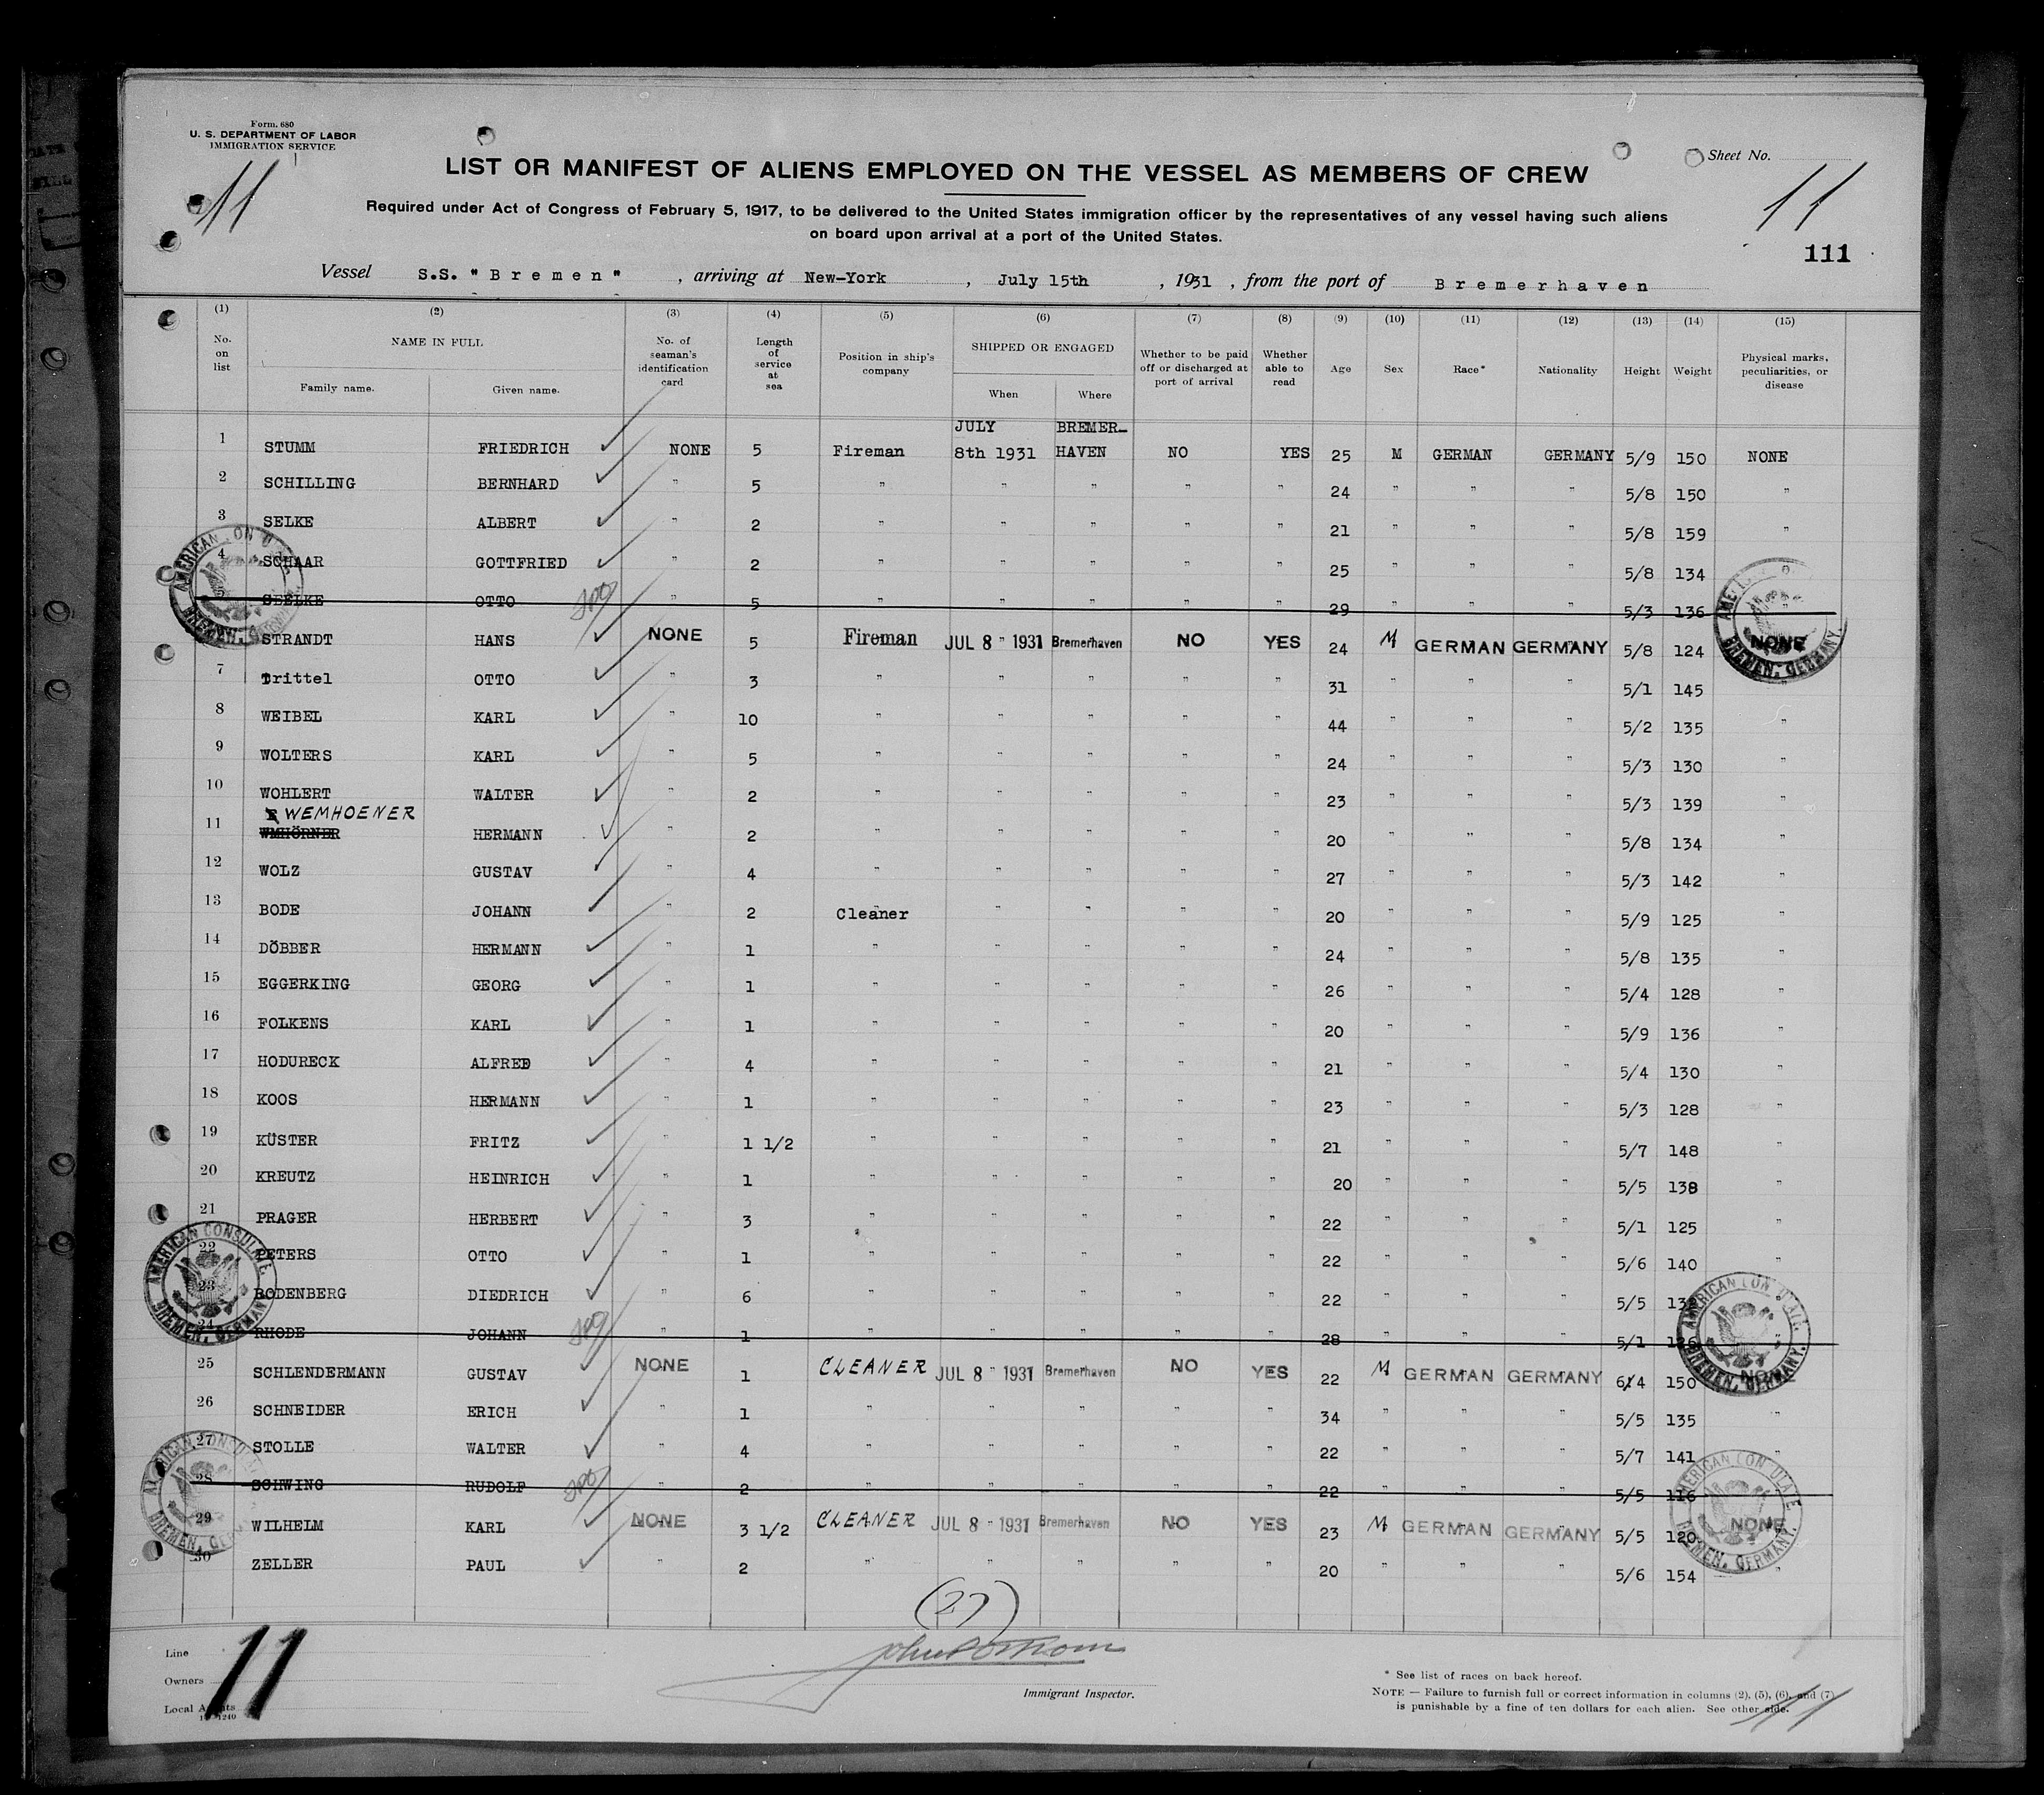 Form. 680
U. S. DEPARTMENT OF LABOR
IMMIGRATION SERVICE
11
Sheet No. 11
LIST OR MANIFEST OF ALIENS EMPLOYED ON THE VESSEL AS MEMBERS OF CREW
Required under Act of Congress of February 5, 1917, to be delivered to the United States immigration officer by the representatives of any vessel having such aliens
on board upon arrival at a port of the United States.
111
Vessel S.S. "Bremen", arriving at New-York, July 15th, 1931, from the port of Bremerhaven
(1) (2) (3) (4) (5) (6) (7) (8) (9) (10) (11) (12) (13) (14) (15)
No. on list NAME IN FULL No. of seaman's identification card Length of service at sea Position in ship's company SHIPPED OR ENGAGED Whether to be paid off or discharged at port of arrival Whether able to read Age Sex Race* Nationality Height Weight Physical marks, peculiarities, or disease
Family name. Given name. When Where
JULY BREMER-
1 STUMM FRIEDRICH NONE 5 Fireman 8th 1931 HAVEN NO YES 25 M GERMAN GERMANY 5/9 150 NONE
2 SCHILLING BERNHARD " 5 " " " " " 24 " " " 5/8 150 "
3 SELKE ALBERT " 2 " " " " " 21 " " " 5/8 159 "
4 SCHAAR GOTTFRIED " 2 " " " " " 25 " " " 5/8 134
SEELKE OTTO " 5 " " " " " 29 " " " 5/3 136
STRANDT HANS NONE 5 Fireman JUL 8 - 1931 Bremerhaven NO YES 24 M GERMAN GERMANY 5/8 124 NONE
7 Trittel OTTO " 3 " " " " " 31 " " " 5/1 145 "
8 WEIBEL KARL " 10 " " " " " 44 " " " 5/2 135 "
9 WOLTERS KARL " 5 " " " " " 24 " " " 5/3 130 "
10 WOHLERT WALTER " 2 " " " " " 23 " " " 5/3 139 "
WEMHOENER
11 WMHÖRNER HERMANN " 2 " " " " " 20 " " " 5/8 134 "
12 WOLZ GUSTAV " 4 " " " " " 27 " " " 5/3 142 "
13 BODE JOHANN " 2 Cleaner " " " " 20 " " " 5/9 125 "
14 DÖBBER HERMANN " 1 " " " " " 24 " " " 5/8 135 "
15 EGGERKING GEORG " 1 " " " " " 26 " " " 5/4 128 "
16 FOLKENS KARL " 1 " " " " " 20 " " " 5/9 136 "
17 HODURECK ALFRED " 4 " " " " " 21 " " " 5/4 130 "
18 KOOS HERMANN " 1 " " " " " 23 " " " 5/3 128 "
19 KÜSTER FRITZ " 1 1/2 " " " " " 21 " " " 5/7 148 "
20 KREUTZ HEINRICH " 1 " " " " " 20 " " " 5/5 138 "
21 PRAGER HERBERT " 3 " " " " " 22 " " " 5/1 125 "
22 PETERS OTTO " 1 " " " " " 22 " " " 5/6 140 "
23 BODENBERG DIEDRICH " 6 " " " " " 22 " " " 5/5
24 RHODE JOHANN " 1 " " " " " 28 " " " 5/1 126
25 SCHLENDERMANN GUSTAV NONE 1 CLEANER JUL 8 - 1931 Bremerhaven NO YES 22 M GERMAN GERMANY 6/4 150 NONE
26 SCHNEIDER ERICH " 1 " " " " " 34 " " " 5/5 135 "
27 STOLLE WALTER " 4 " " " " " 22 " " " 5/7 141 "
28 SCHWING RUDOLF " 2 " " " " " 22 " " " 5/5 116
29 WILHELM KARL NONE 3 1/2 CLEANER JUL 8 - 1931 Bremerhaven NO YES 23 M GERMAN GERMANY 5/5 120 NONE
30 ZELLER PAUL " 2 " " " " " 20 " " " 5/6 154 "
AMERICAN CONSULATE
BREMEN, GERMANY.
(27)
Line
Owners
Local Agents
11
Immigrant Inspector.
* See list of races on back hereof.
NOTE — Failure to furnish full or correct information in columns (2), (5), (6), and (7)
is punishable by a fine of ten dollars for each alien. See other side.
11